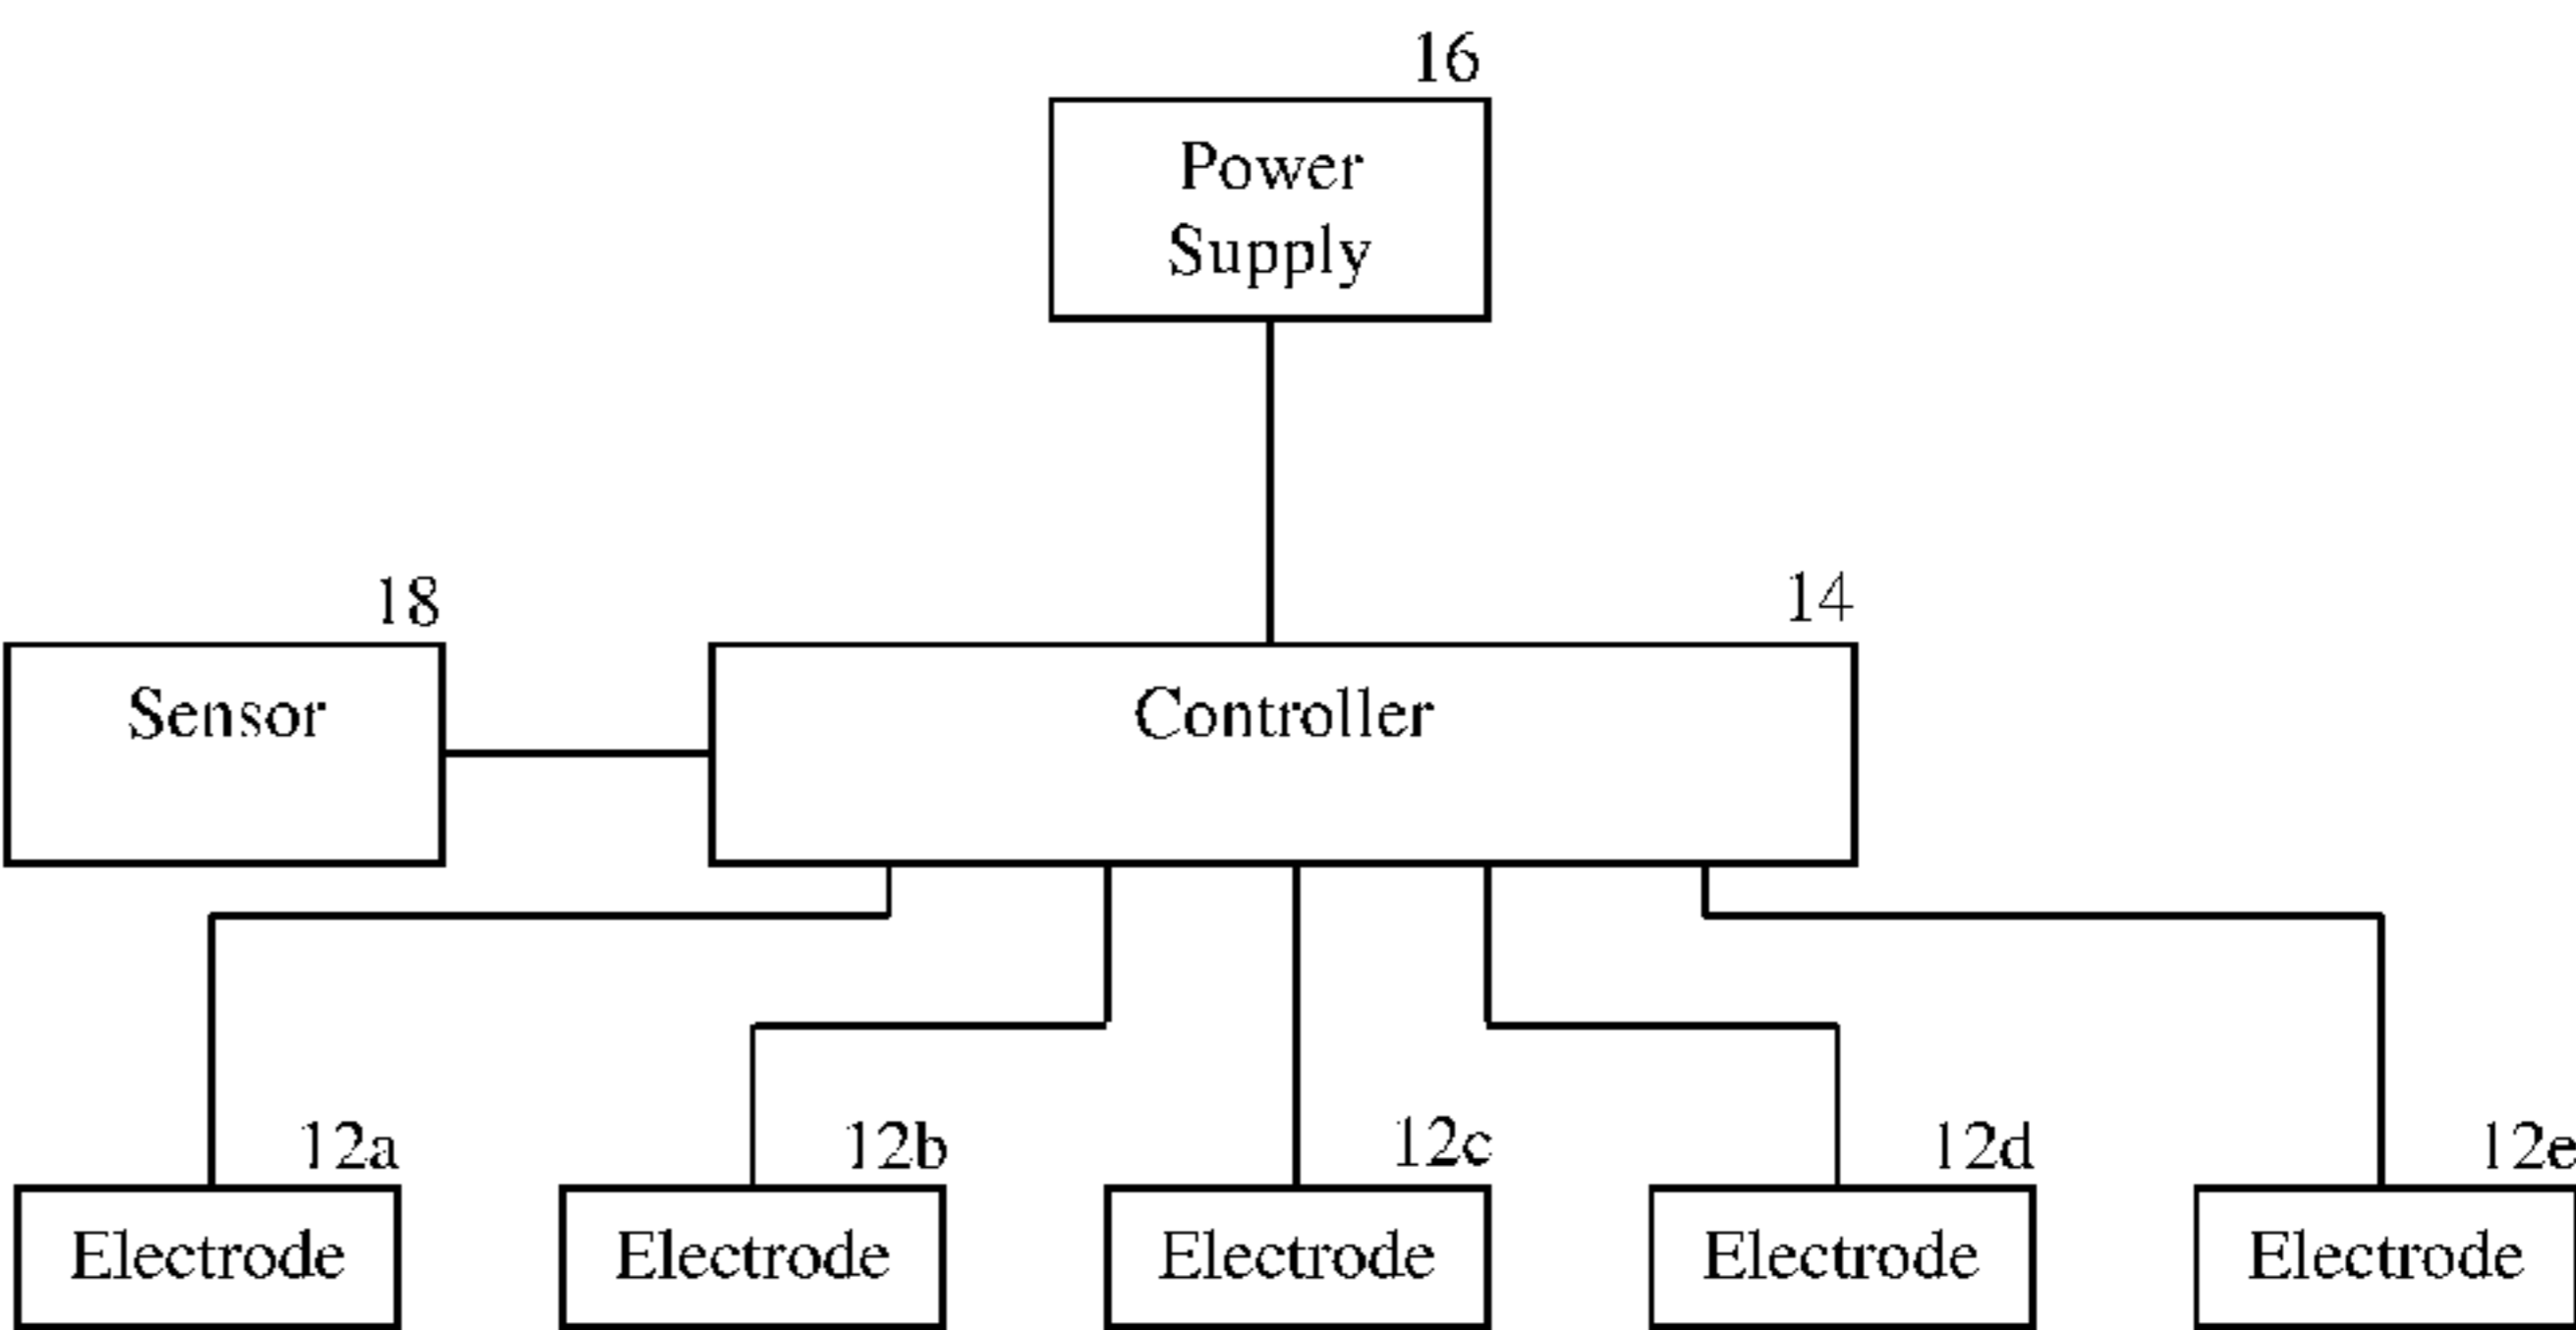 16
Power
Supply
18
14
Sensor
Controller
12a
12b
12c
12d
12e
Electrode
Electrode
Electrode
Electrode
Electrode